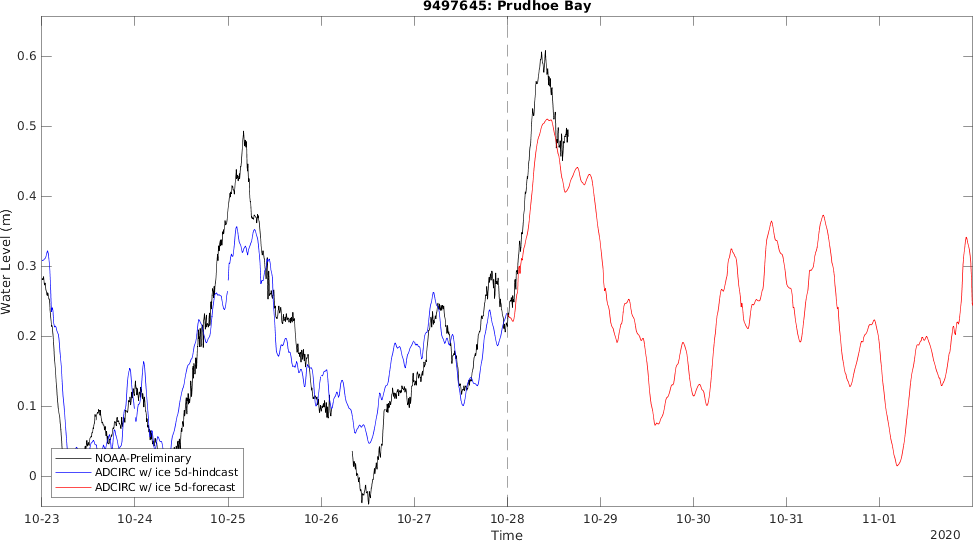 9497645: Prudhoe Bay
0.6
0.5
0.4
0.3
0.2
0.1
0
Water Level (m)
NOAA-Preliminary
ADCIRC w/ ice 5d-hindcast
ADCIRC w/ ice 5d-forecast
10-23 10-24 10-25 10-26 10-27 10-28 10-29 10-30 10-31 11-01
Time
2020